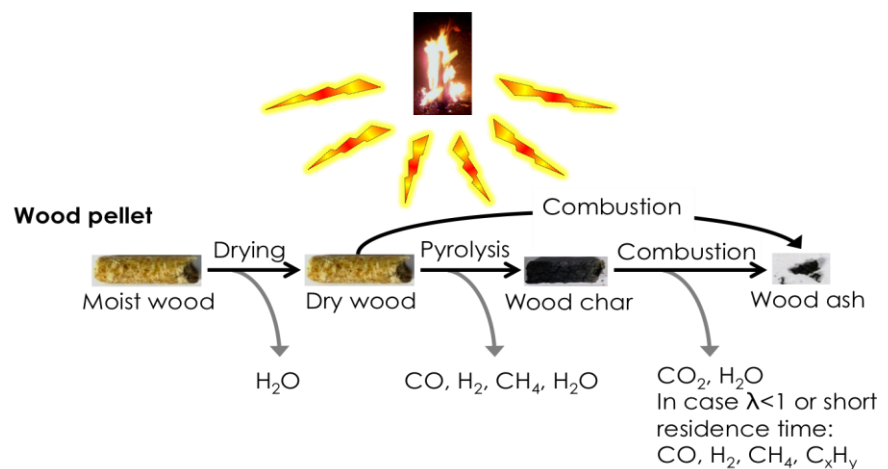 Combustion
Wood pellet
Drying
Pyrolysis
Combustion
Moist wood
Dry wood
Wood char
Wood ash
H₂O
CO, H₂, CH₄, H₂O
CO₂, H₂O
In case λ<1 or short
residence time:
CO, H₂, CH₄, CₓHᵧ